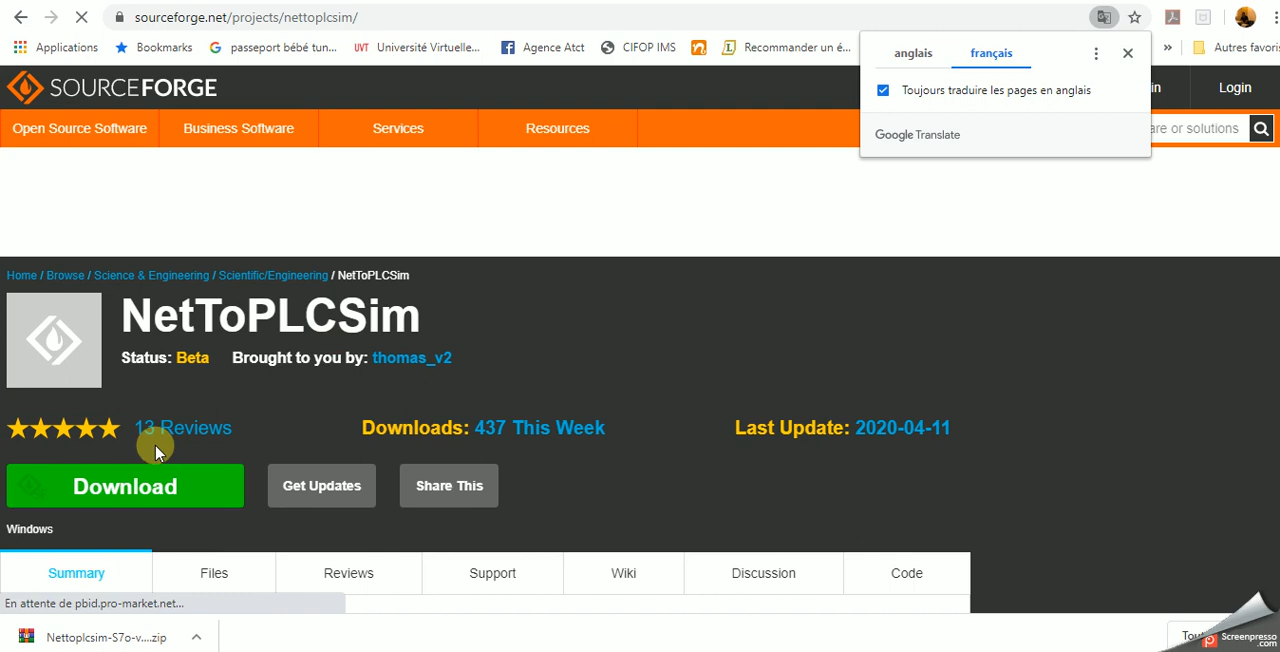 sourceforge.net/projects/nettoplcsim/
Applications Bookmarks passeport bébé tun... UVT Université Virtuelle... Agence Atct CIFOP IMS Recommander un é... » Autres favoris
anglais français
Toujours traduire les pages en anglais
Google Translate
SOURCEFORGE
in Login
Open Source Software Business Software Services Resources
are or solutions
Home / Browse / Science & Engineering / Scientific/Engineering / NetToPLCSim
NetToPLCSim
Status: Beta Brought to you by: thomas_v2
13 Reviews Downloads: 437 This Week Last Update: 2020-04-11
Download Get Updates Share This
Windows
Summary Files Reviews Support Wiki Discussion Code
En attente de pbid.pro-market.net...
Nettoplcsim-S7o-v....zip
Screenpresso
.com